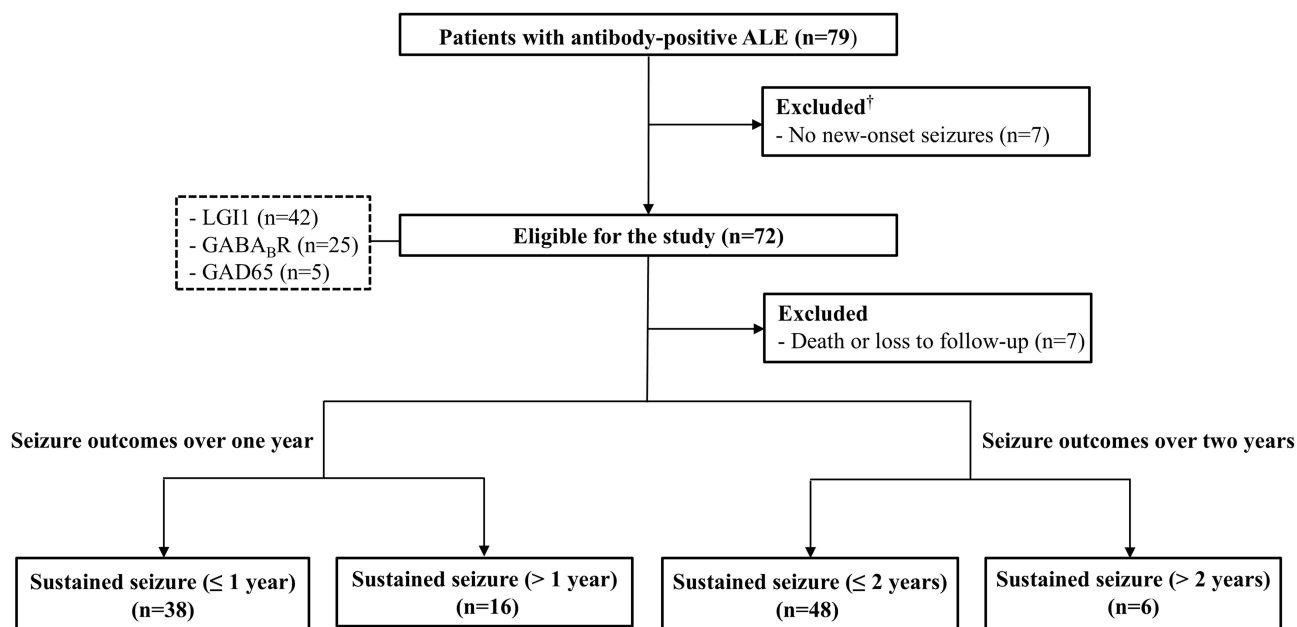 Patients with antibody-positive ALE (n=79)
Excluded†
- No new-onset seizures (n=7)
- LGI1 (n=42)
- GABA_BR (n=25)
- GAD65 (n=5)
Eligible for the study (n=72)
Excluded
- Death or loss to follow-up (n=7)
Seizure outcomes over one year
Seizure outcomes over two years
Sustained seizure (≤ 1 year)
(n=38)
Sustained seizure (> 1 year)
(n=16)
Sustained seizure (≤ 2 years)
(n=48)
Sustained seizure (> 2 years)
(n=6)